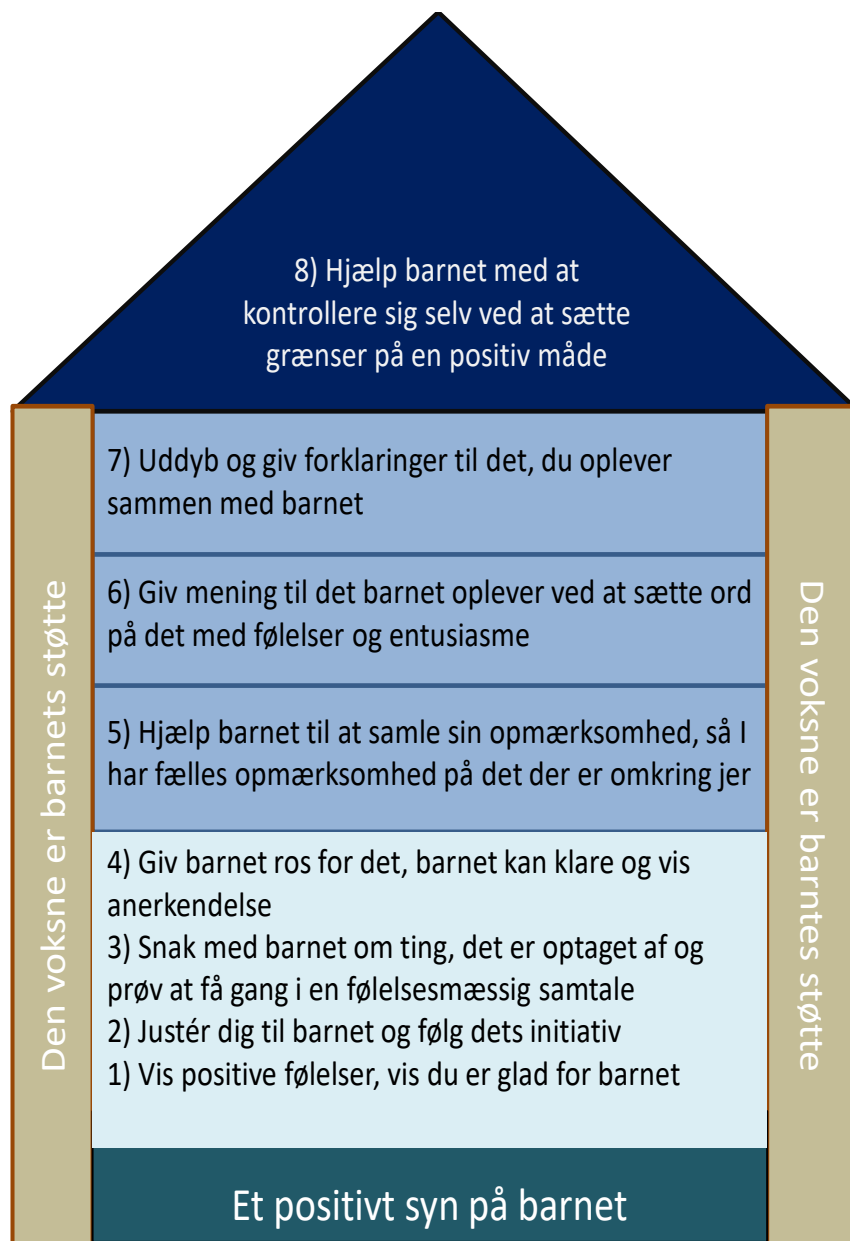 8) Hjælp barnet med at
kontrollere sig selv ved at sætte
grænser på en positiv måde
7) Uddyb og giv forklaringer til det, du oplever
sammen med barnet
6) Giv mening til det barnet oplever ved at sætte ord
på det med følelser og entusiasme
5) Hjælp barnet til at samle sin opmærksomhed, så I
har fælles opmærksomhed på det der er omkring jer
4) Giv barnet ros for det, barnet kan klare og vis
anerkendelse
3) Snak med barnet om ting, det er optaget af og
prøv at få gang i en følelsesmæssig samtale
2) Justér dig til barnet og følg dets initiativ
1) Vis positive følelser, vis du er glad for barnet
Et positivt syn på barnet
Den voksne er barnets støtte
Den voksne er barntes støtte